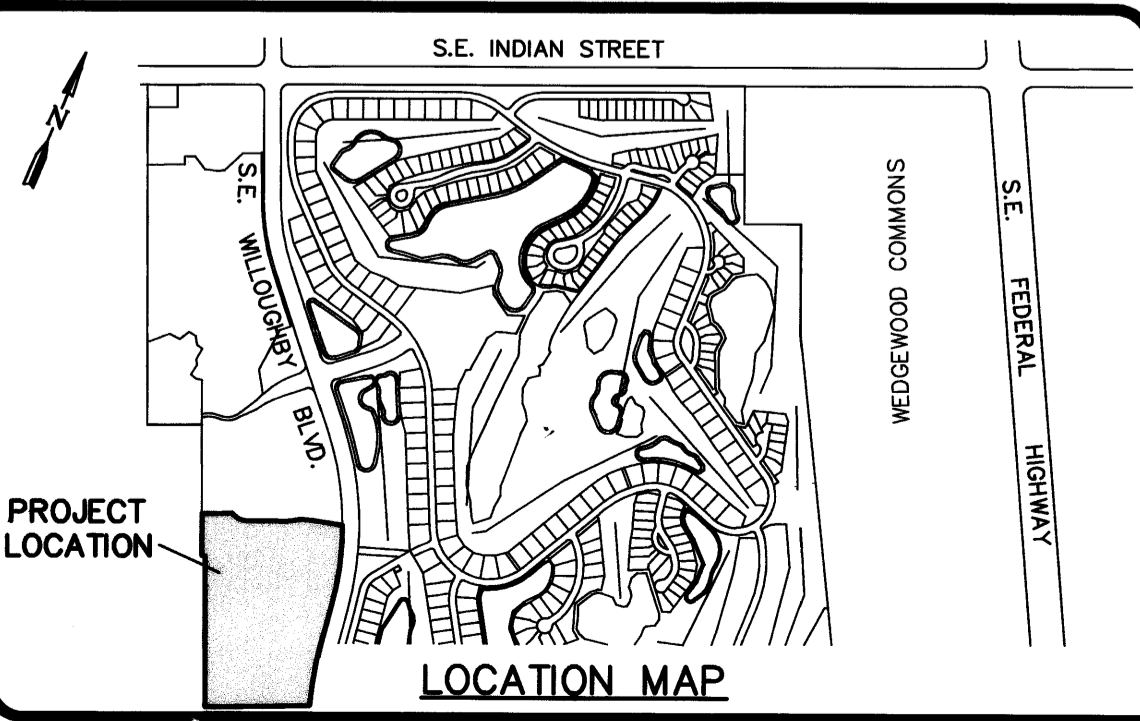 S.E. INDIAN STREET
N
S.E. WILLOUGHBY BLVD.
WEDGEWOOD COMMONS
S.E. FEDERAL HIGHWAY
PROJECT
LOCATION
LOCATION MAP